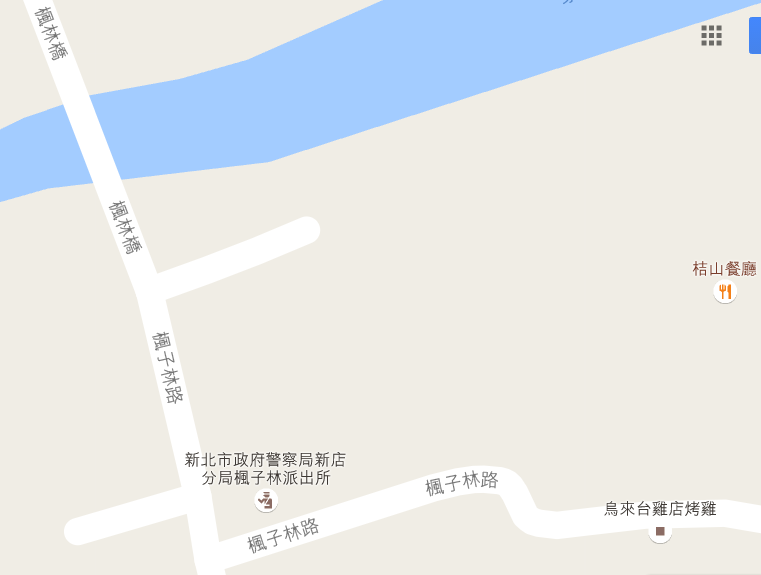 楓林橋
楓林橋
桔山餐廳
楓子林路
新北市政府警察局新店
分局楓子林派出所
楓子林路
烏來台雞店烤雞
楓子林路